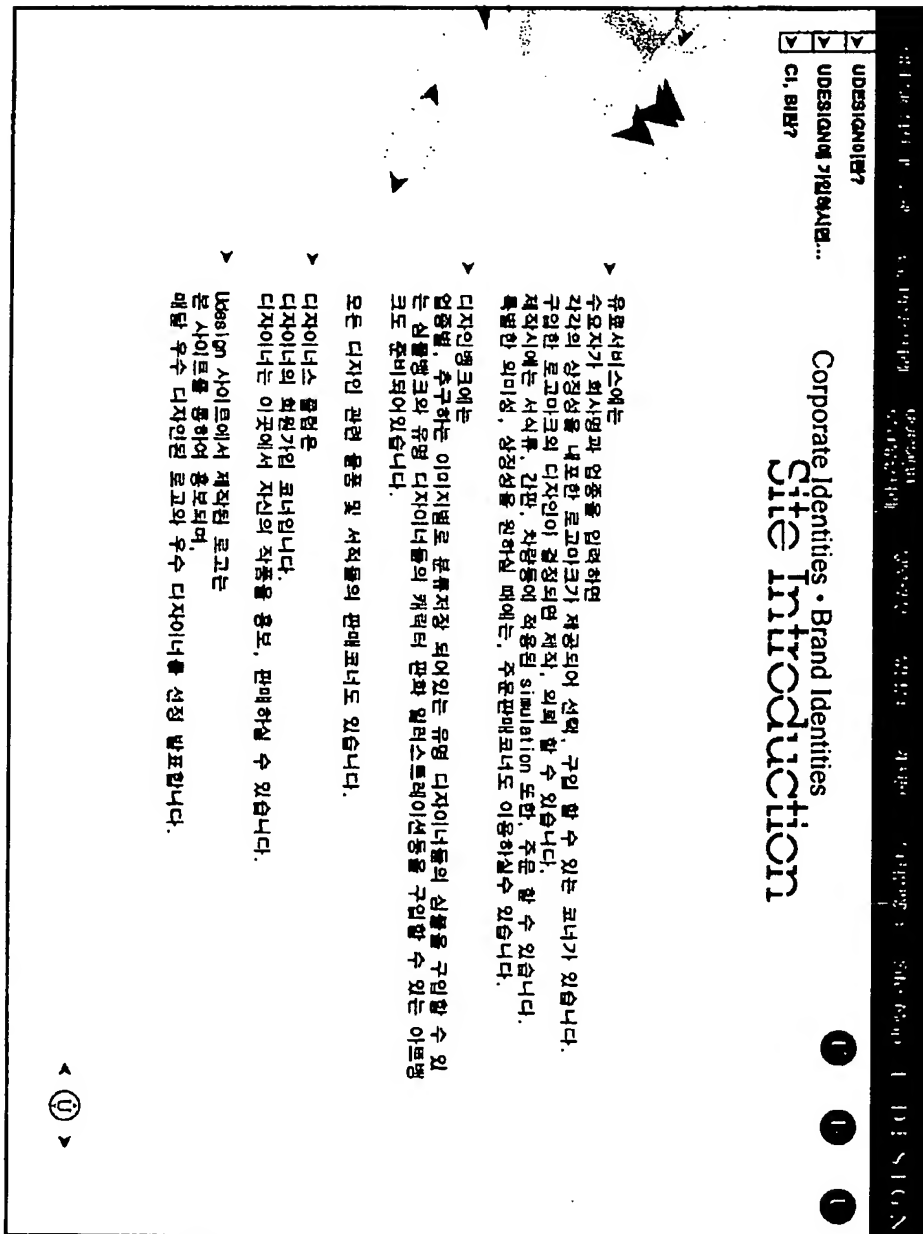 UDESIGN이란?
UDESIGN에 가입하시면...
CI, BI란?
Corporate Identities · Brand Identities
Site Introduction
유료서비스에는
수요자가 회사명과 업종을 입력하면
각각의 상징성을 내포한 로고마크가 제공되어 선택, 구입 할 수 있는 코너가 있습니다.
구입한 로고마크의 디자인이 결정되면 제작, 의뢰 할 수 있습니다.
제작시에는 서식류, 간판, 차량등에 적용된 simulation 또한, 주문 할 수 있습니다.
특별한 의미성, 상징성을 원하실 때에는, 주문판매코너도 이용하실수 있습니다.
디자인뱅크에는
업종별, 추구하는 이미지별로 분류저장 되어있는 유명 디자이너들의 심볼을 구입할 수 있
는 심볼뱅크와 유명 디자이너들의 캐릭터 판화 일러스트레이션등을 구입할 수 있는 아트뱅
크도 준비되어있습니다.
모든 디자인 관련 물품 및 서적들의 판매코너도 있습니다.
디자이너스 클럽은
디자이너의 회원가입 코너입니다.
디자이너는 이곳에서 자신의 작품을 홍보, 판매하실 수 있습니다.
Udesign 사이트에서 제작된 로고는
본 사이트를 통하여 홍보되며,
매달 우수 디자인된 로고와 우수 디자이너를 선정 발표합니다.